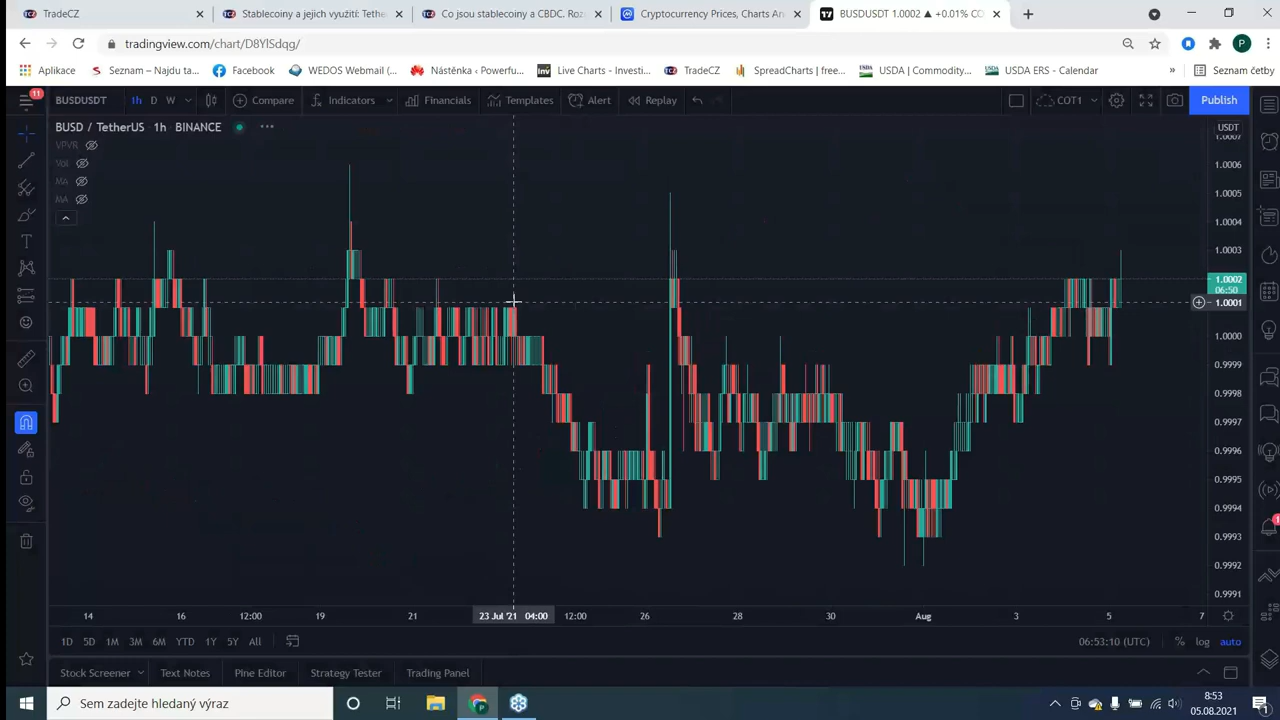 TradeCZ
Stablecoiny a jejich využití: Tethe
Co jsou stablecoiny a CBDC. Roz
Cryptocurrency Prices, Charts An
BUSDUSDT 1.0002 ▲ +0.01% CO
tradingview.com/chart/D8YlSdqg/
Aplikace
Seznam – Najdu ta...
Facebook
WEDOS Webmail (...
Nástěnka ‹ Powerfu...
Live Charts - Investi...
TradeCZ
SpreadCharts | free...
USDA | Commodity...
USDA ERS - Calendar
»
Seznam četby
11
BUSDUSDT
1h
D
W
Compare
Indicators
Financials
Templates
Alert
Replay
COT1
Publish
BUSD / TetherUS · 1h · BINANCE
USDT
VPVR
Vol
MA
MA
1.0007
1.0006
1.0005
1.0004
1.0003
1.0002
06:50
1.0001
1.0000
0.9999
0.9998
0.9997
0.9996
0.9995
0.9994
0.9993
0.9992
0.9991
14
16
12:00
19
21
23 Jul '21 04:00
12:00
26
28
30
Aug
3
5
7
1D
5D
1M
3M
6M
YTD
1Y
5Y
All
06:53:10 (UTC)
%
log
auto
Stock Screener
Text Notes
Pine Editor
Strategy Tester
Trading Panel
Sem zadejte hledaný výraz
8:53
05.08.2021